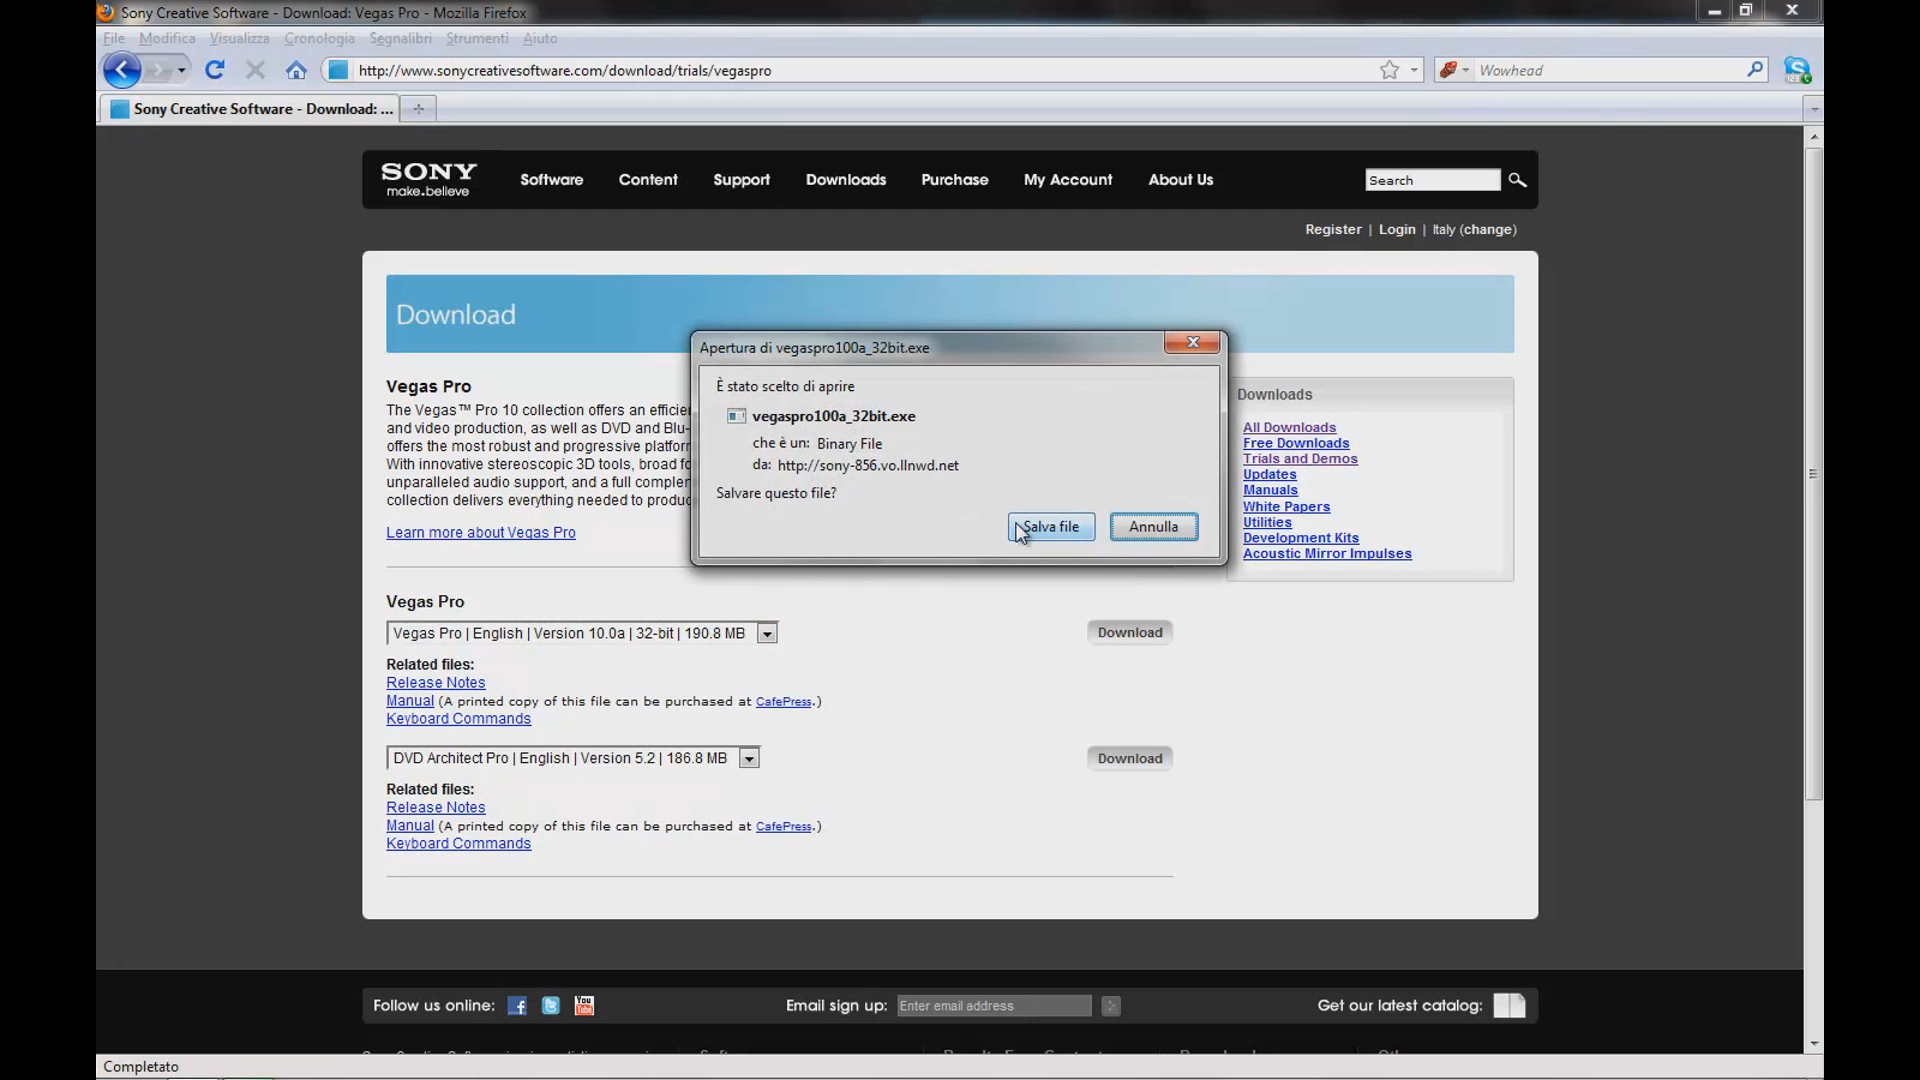 Sony Creative Software - Download: Vegas Pro - Mozilla Firefox
File Modifica Visualizza Cronologia Segnalibri Strumenti Aiuto
http://www.sonycreativesoftware.com/download/trials/vegaspro
Wowhead
Sony Creative Software - Download: ...
SONY
make.believe
Software Content Support Downloads Purchase My Account About Us
Search
Register | Login | Italy (change)
Download
Apertura di vegaspro100a_32bit.exe
È stato scelto di aprire
vegaspro100a_32bit.exe
che è un: Binary File
da: http://sony-856.vo.llnwd.net
Salvare questo file?
Salva file
Annulla
Vegas Pro
The Vegas™ Pro 10 collection offers an efficie
and video production, as well as DVD and Blu-
offers the most robust and progressive platfor
With innovative stereoscopic 3D tools, broad fo
unparalleled audio support, and a full complen
collection delivers everything needed to produc
Learn more about Vegas Pro
Downloads
All Downloads
Free Downloads
Trials and Demos
Updates
Manuals
White Papers
Utilities
Development Kits
Acoustic Mirror Impulses
Vegas Pro
Vegas Pro | English | Version 10.0a | 32-bit | 190.8 MB
Download
Related files:
Release Notes
Manual (A printed copy of this file can be purchased at CafePress.)
Keyboard Commands
DVD Architect Pro | English | Version 5.2 | 186.8 MB
Download
Related files:
Release Notes
Manual (A printed copy of this file can be purchased at CafePress.)
Keyboard Commands
Follow us online:
You Tube
Email sign up:
Enter email address
Get our latest catalog:
Completato